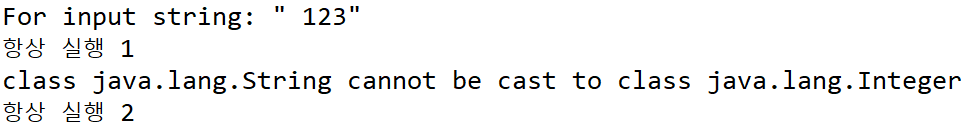 For input string: " 123"
항상 실행 1
class java.lang.String cannot be cast to class java.lang.Integer
항상 실행 2